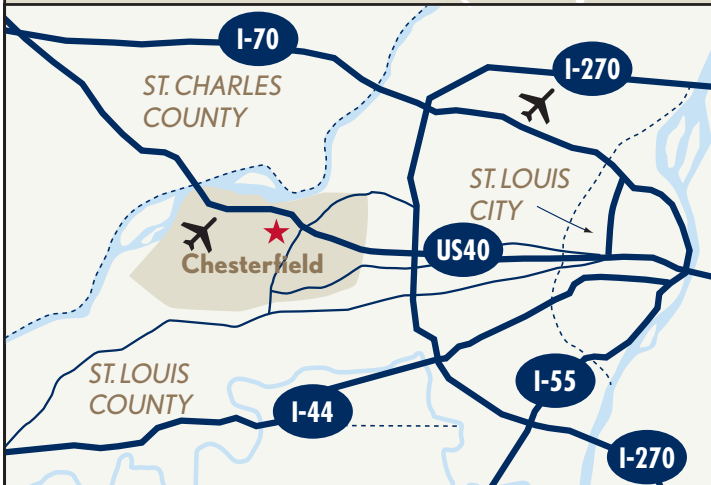 I-70
I-270
ST. CHARLES
COUNTY
ST. LOUIS
CITY
US40
Chesterfield
ST. LOUIS
COUNTY
I-55
I-44
I-270